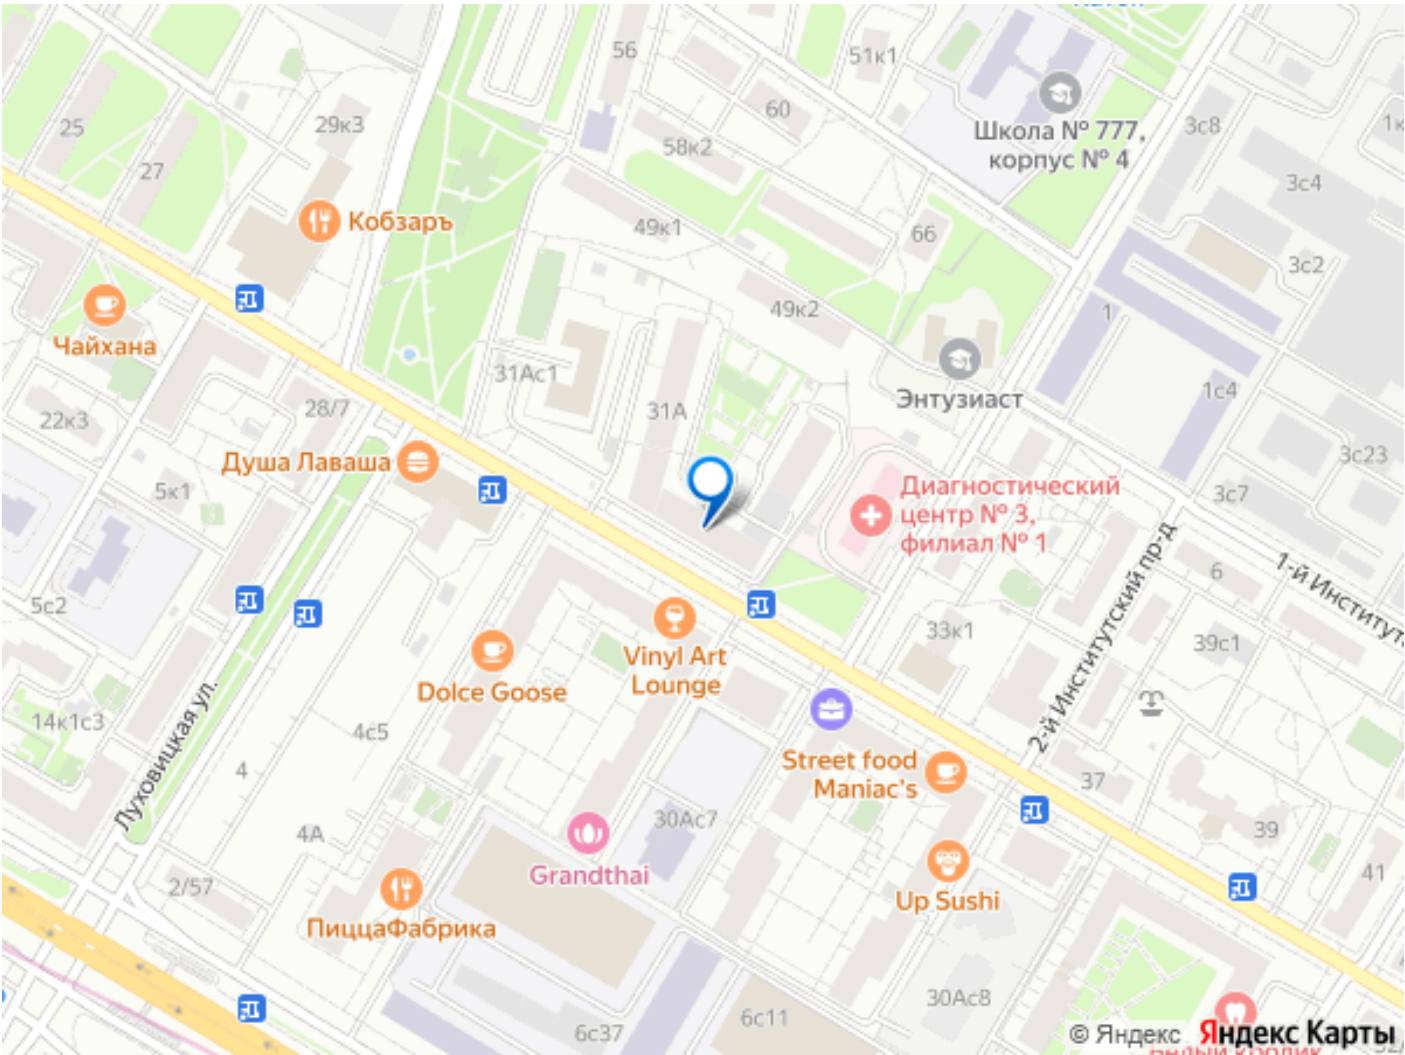 56
51к1
60
25
29к3
58к2
Школа № 777,
корпус № 4
3с8
27
3с4
Кобзаръ
49к1
66
3с2
49к2
1
Чайхана
31Ас1
Энтузиаст
1с4
22к3
28/7
31А
3с23
Душа Лаваша
5к1
Диагностический
центр № 3,
филиал № 1
3с7
2-й Институтский пр-д
1-й Институт
6
5с2
33к1
39с1
Vinyl Art
Lounge
Dolce Goose
14к1с3
Луховицкая ул.
4с5
4
Street food
Maniac's
37
30Ас7
4А
39
41
Grandthai
2/57
Up Sushi
ПиццаФабрика
30Ас8
6с37
6с11
© Яндекс Яндекс Карты